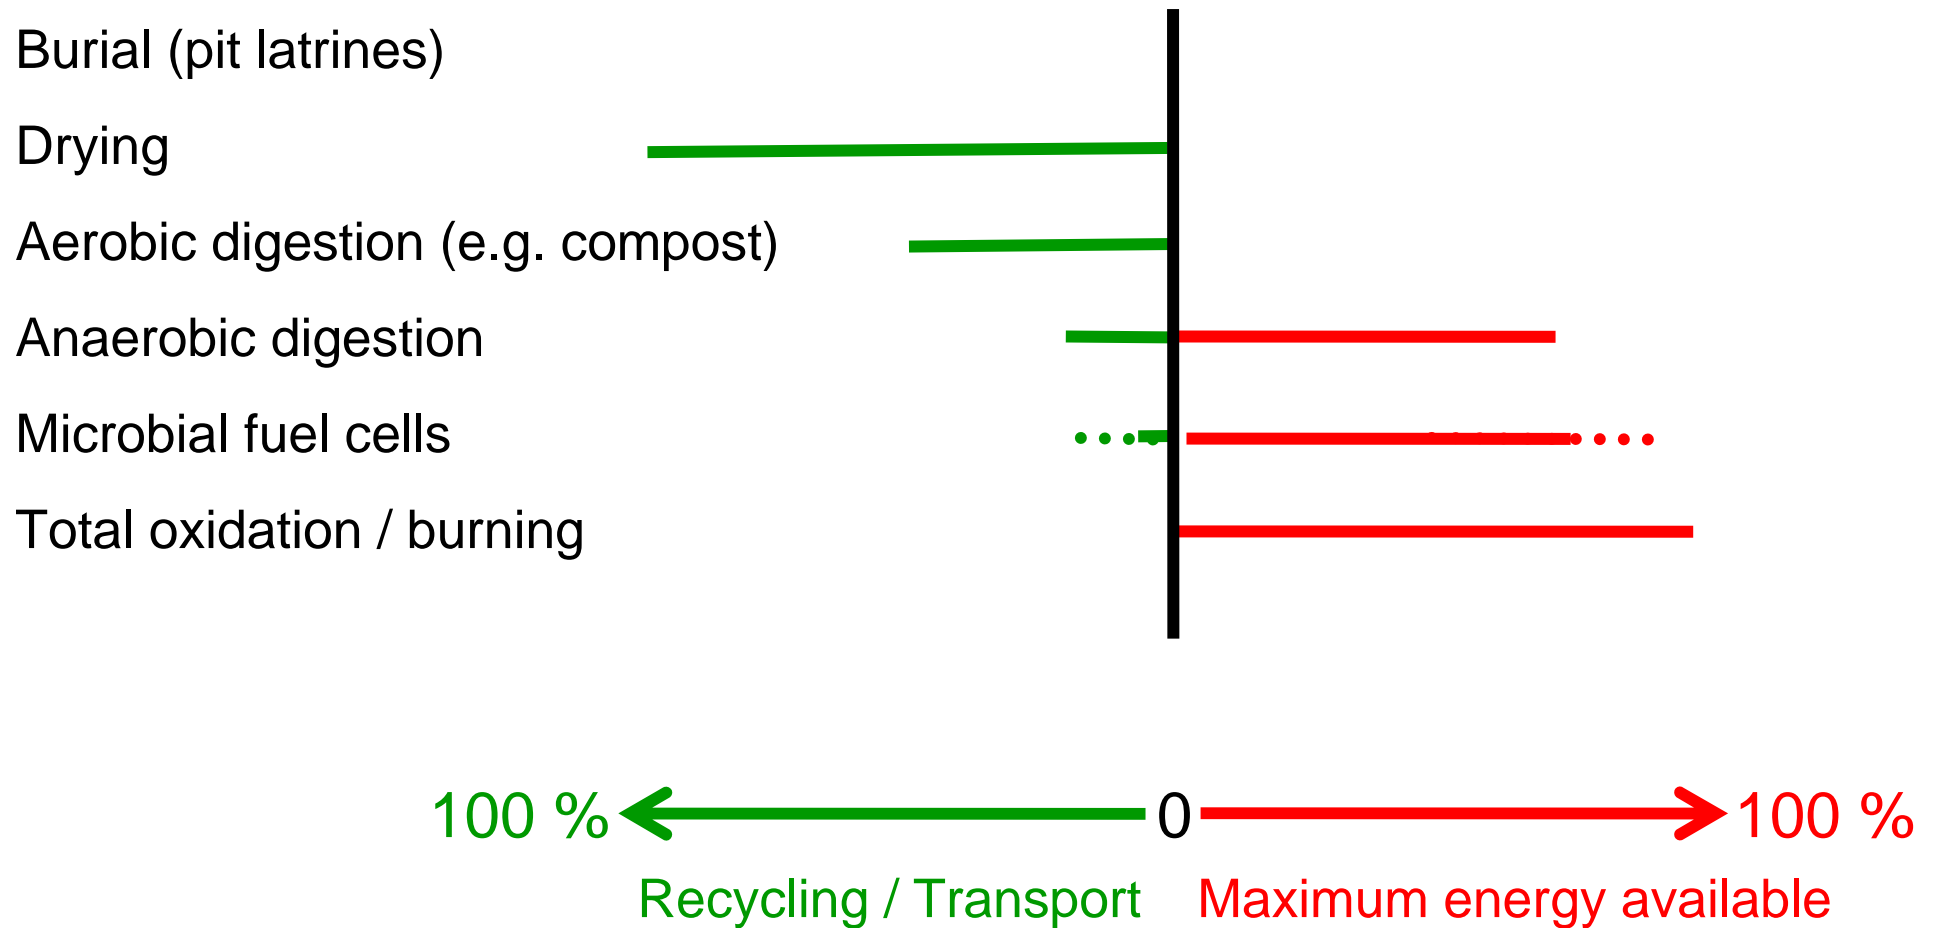 Burial (pit latrines)
Drying
Aerobic digestion (e.g. compost)
Anaerobic digestion
Microbial fuel cells
Total oxidation / burning
100 % 0 100 %
Recycling / Transport Maximum energy available